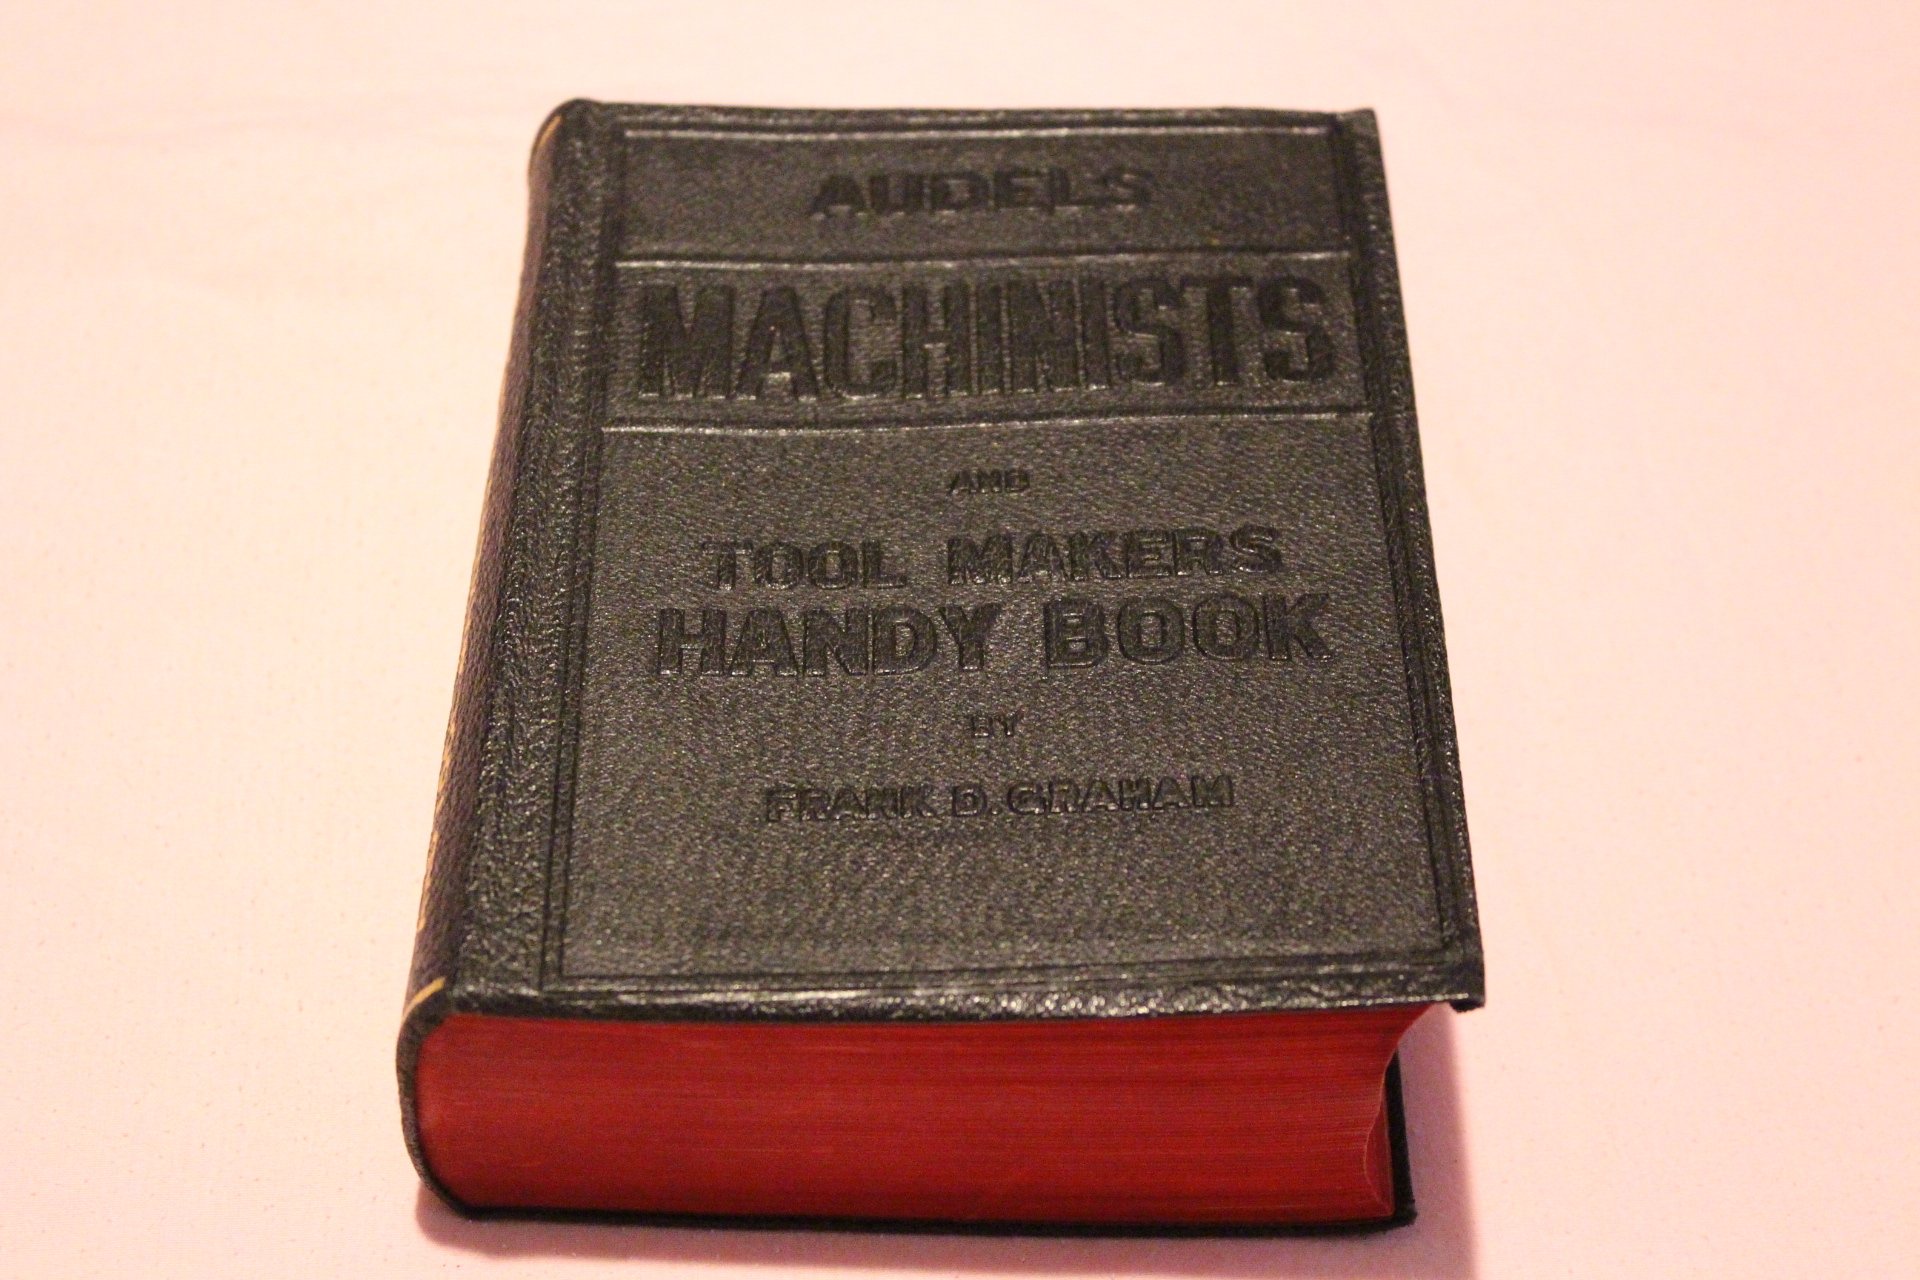 AUDELS
MACHINISTS
AND
TOOL MAKERS
HANDY BOOK
BY
FRANK D. GRAHAM